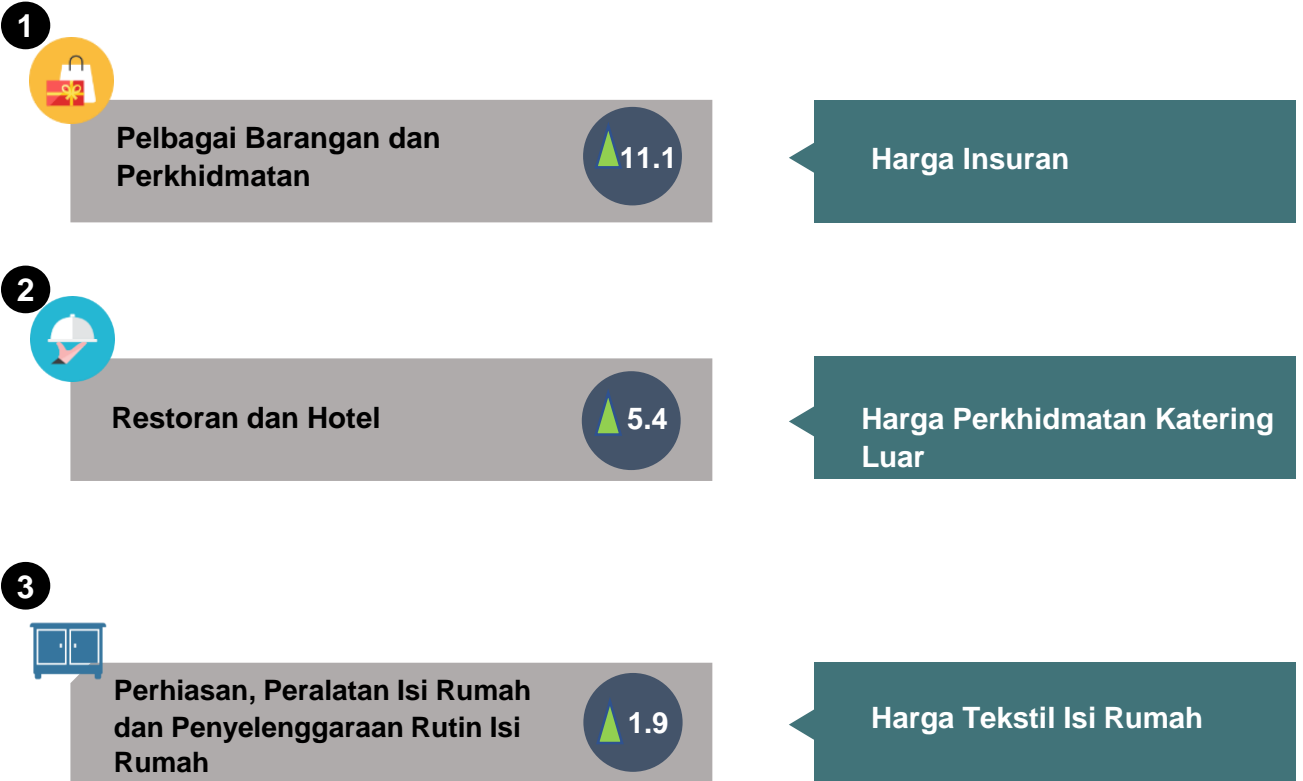 1
Pelbagai Barangan dan
Perkhidmatan
11.1
Harga Insuran
2
Restoran dan Hotel
5.4
Harga Perkhidmatan Katering
Luar
3
Perhiasan, Peralatan Isi Rumah
dan Penyelenggaraan Rutin Isi
Rumah
1.9
Harga Tekstil Isi Rumah